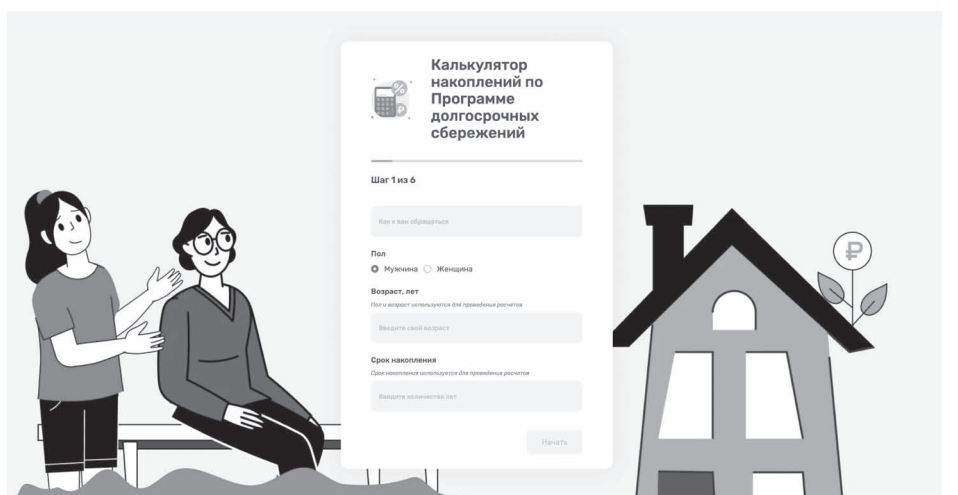 Калькулятор
накоплений по
Программе
долгосрочных
сбережений
Шаг 1 из 6
Как к вам обращаться
Пол
Мужчина Женщина
Возраст, лет
Пол и возраст используются для проведения расчетов
Введите свой возраст
Срок накопления
Срок накопления используется для проведения расчетов
Введите количество лет
Начать